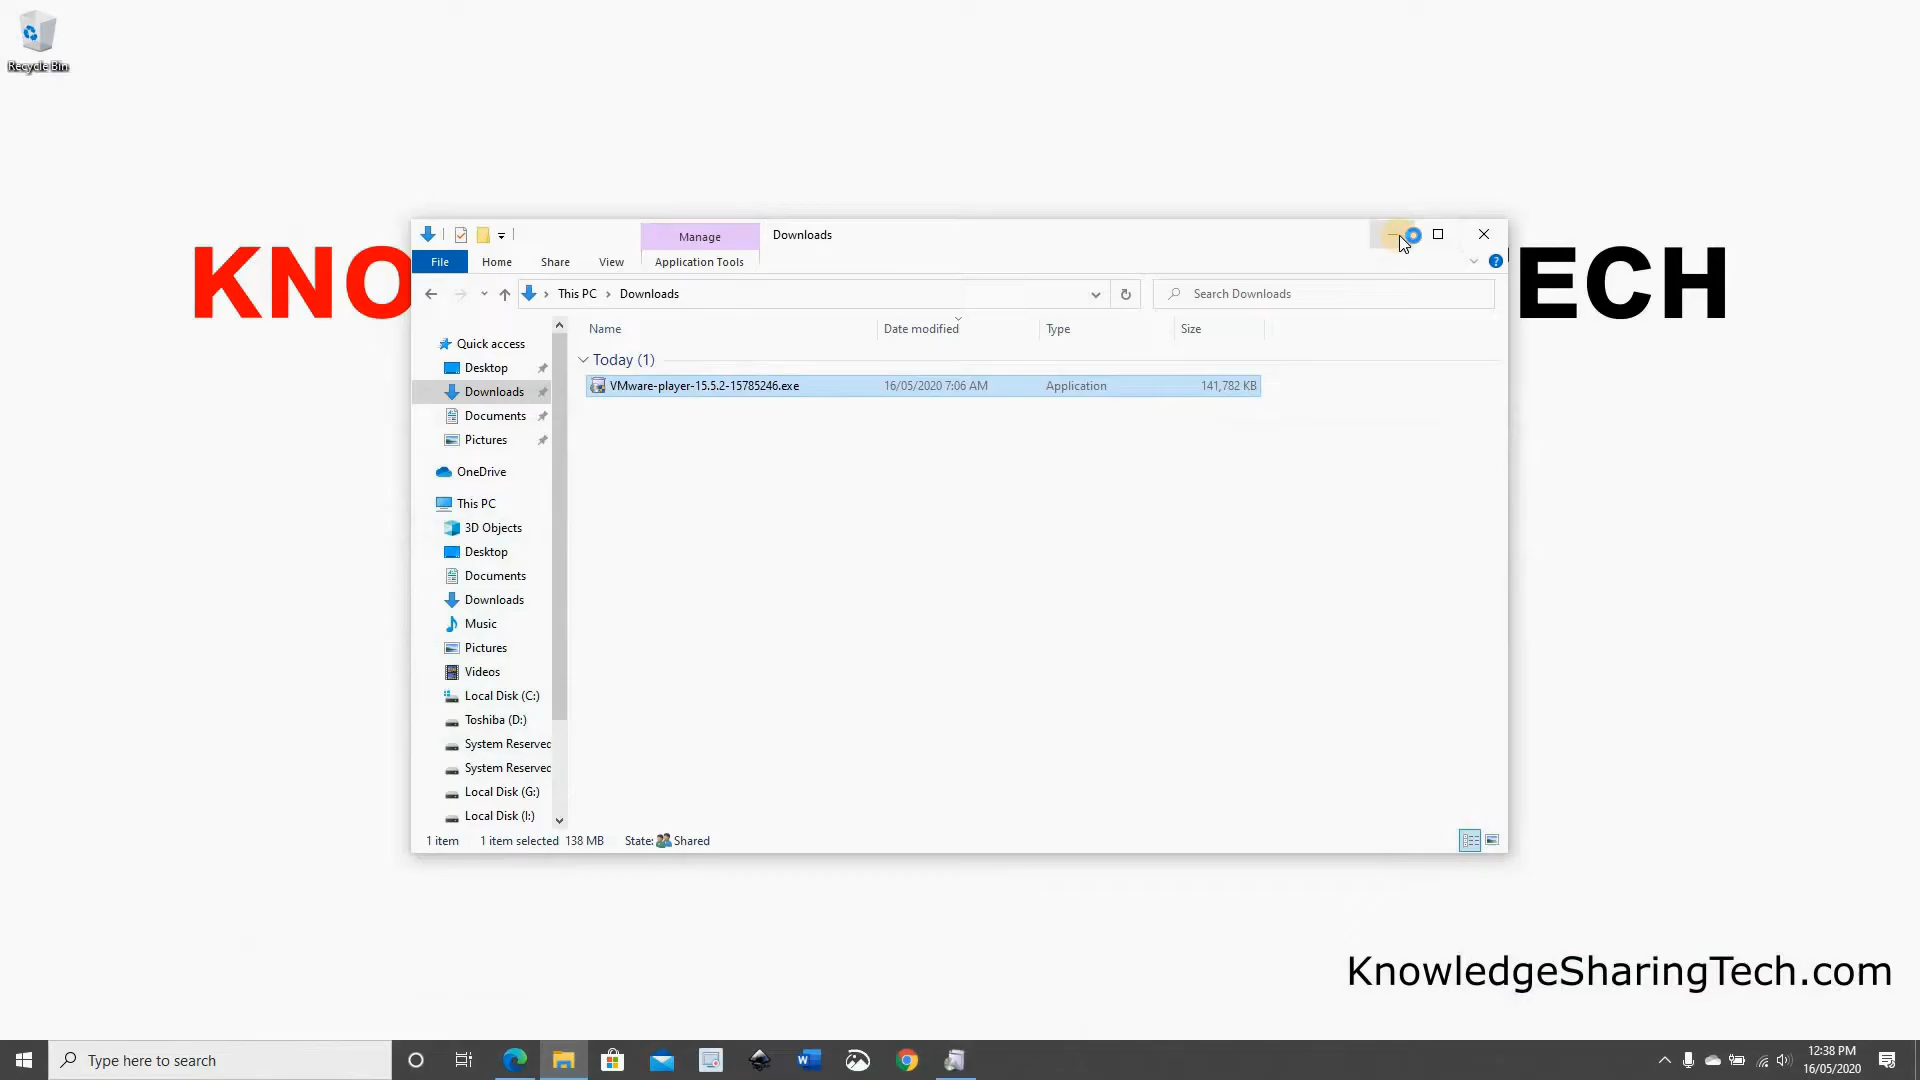 Recycle Bin
KNO
ECH
Manage
Downloads
File
Home
Share
View
Application Tools
This PC
Downloads
Search Downloads
Name
Date modified
Type
Size
Today (1)
VMware-player-15.5.2-15785246.exe
16/05/2020 7:06 AM
Application
141,782 KB
Quick access
Desktop
Downloads
Documents
Pictures
OneDrive
This PC
3D Objects
Desktop
Documents
Downloads
Music
Pictures
Videos
Local Disk (C:)
Toshiba (D:)
System Reserved
System Reserved
Local Disk (G:)
Local Disk (I:)
1 item
1 item selected 138 MB
State: Shared
KnowledgeSharingTech.com
Type here to search
12:38 PM
16/05/2020